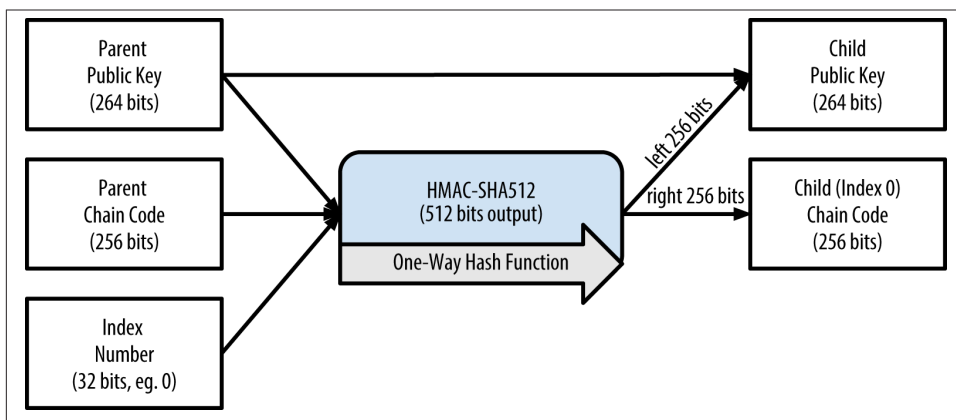 Parent
Public Key
(264 bits)
Parent
Chain Code
(256 bits)
Index
Number
(32 bits, eg. 0)
HMAC-SHA512
(512 bits output)
One-Way Hash Function
left 256 bits
right 256 bits
Child
Public Key
(264 bits)
Child (Index 0)
Chain Code
(256 bits)